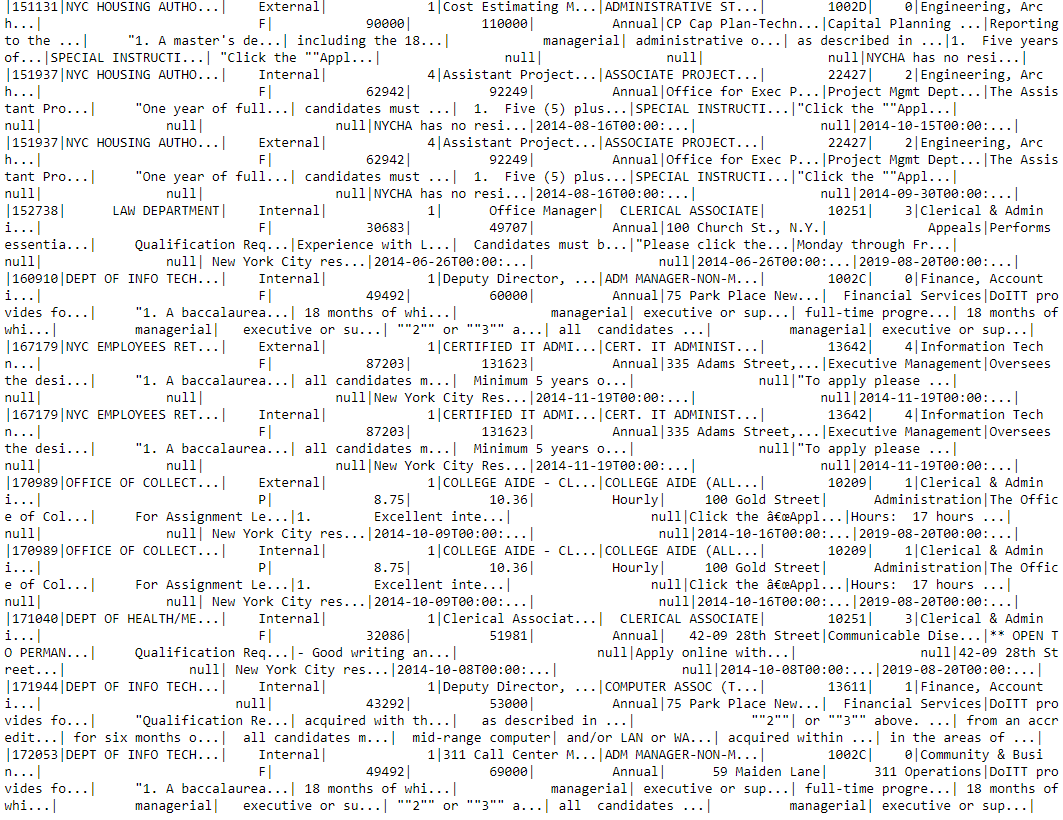 |151131|NYC HOUSING AUTHO...|     External|              1|Cost Estimating M...|ADMINISTRATIVE ST...|        1002D|    0|Engineering, Arc
h...|                             F|             90000|          110000|           Annual|CP Cap Plan-Techn...|Capital Planning ...|Reporting
to the ...|     "1. A master's de...| including the 18...|                managerial| administrative o...| as described in ...|1.  Five years
of...|SPECIAL INSTRUCTI...| "Click the ""Appl...|                 null|                    null|                null|NYCHA has no resi...|
|151937|NYC HOUSING AUTHO...|     Internal|              4|Assistant Project...|ASSOCIATE PROJECT...|        22427|    2|Engineering, Arc
h...|                             F|             62942|           92249|           Annual|Office for Exec P...|Project Mgmt Dept...|The Assis
tant Pro...|     "One year of full...| candidates must ...|  1.  Five (5) plus...|SPECIAL INSTRUCTI...|"Click the ""Appl...|
null|                null|                 null|NYCHA has no resi...|2014-08-16T00:00:...|                null|2014-10-15T00:00:...|
|151937|NYC HOUSING AUTHO...|     Internal|              4|Assistant Project...|ASSOCIATE PROJECT...|        22427|    2|Engineering, Arc
h...|                             F|             62942|           92249|           Annual|Office for Exec P...|Project Mgmt Dept...|The Assis
tant Pro...|     "One year of full...| candidates must ...|  1.  Five (5) plus...|SPECIAL INSTRUCTI...|"Click the ""Appl...|
null|                null|                 null|NYCHA has no resi...|2014-08-16T00:00:...|                null|2014-09-30T00:00:...|
|152738|      LAW DEPARTMENT|     Internal|              1|      Office Manager|  CLERICAL ASSOCIATE|        10251|    3|Clerical & Admin
i...|                             F|             30683|           49707|           Annual|100 Church St., N.Y.|             Appeals|Performs
essentia...|     Qualification Req...|Experience with L...|  Candidates must b...|"Please click the...|Monday through Fr...|
null|                null| New York City res...|2014-06-26T00:00:...|                null|2014-06-26T00:00:...|2019-08-20T00:00:...|
|160910|DEPT OF INFO TECH...|     Internal|              1|Deputy Director, ...|ADM MANAGER-NON-M...|        1002C|    0|Finance, Account
i...|                             F|             49492|           60000|           Annual|75 Park Place New...|  Financial Services|DoITT pro
vides fo...|     "1. A baccalaurea...| 18 months of whi...|                managerial| executive or sup...| full-time progre...| 18 months of
whi...|          managerial|   executive or su...| ""2"" or ""3"" a...| all  candidates ...|          managerial| executive or sup...|
|167179|NYC EMPLOYEES RET...|     External|              1|CERTIFIED IT ADMI...|CERT. IT ADMINIST...|        13642|    4|Information Tech
n...|                             F|             87203|          131623|           Annual|335 Adams Street,...|Executive Management|Oversees
the desi...|     "1. A baccalaurea...| all candidates m...|  Minimum 5 years o...|                null|"To apply please ...|
null|                null|                 null|New York City Res...|2014-11-19T00:00:...|                null|2014-11-19T00:00:...|
|167179|NYC EMPLOYEES RET...|     Internal|              1|CERTIFIED IT ADMI...|CERT. IT ADMINIST...|        13642|    4|Information Tech
n...|                             F|             87203|          131623|           Annual|335 Adams Street,...|Executive Management|Oversees
the desi...|     "1. A baccalaurea...| all candidates m...|  Minimum 5 years o...|                null|"To apply please ...|
null|                null|                 null|New York City Res...|2014-11-19T00:00:...|                null|2014-11-19T00:00:...|
|170989|OFFICE OF COLLECT...|     External|              1|COLLEGE AIDE - CL...|COLLEGE AIDE (ALL...|        10209|    1|Clerical & Admin
i...|                             P|              8.75|           10.36|           Hourly|     100 Gold Street|      Administration|The Offic
e of Col...|     For Assignment Le...|1.       Excellent inte...|                  null|Click the â€œAppl...|Hours:  17 hours ...|
null|                null| New York City res...|2014-10-09T00:00:...|                null|2014-10-16T00:00:...|2019-08-20T00:00:...|
|170989|OFFICE OF COLLECT...|     Internal|              1|COLLEGE AIDE - CL...|COLLEGE AIDE (ALL...|        10209|    1|Clerical & Admin
i...|                             P|              8.75|           10.36|           Hourly|     100 Gold Street|      Administration|The Offic
e of Col...|     For Assignment Le...|1.       Excellent inte...|                  null|Click the â€œAppl...|Hours:  17 hours ...|
null|                null| New York City res...|2014-10-09T00:00:...|                null|2014-10-16T00:00:...|2019-08-20T00:00:...|
|171040|DEPT OF HEALTH/ME...|     Internal|              1|Clerical Associat...|  CLERICAL ASSOCIATE|        10251|    3|Clerical & Admin
i...|                             F|             32086|           51981|           Annual|   42-09 28th Street|Communicable Dise...|** OPEN T
O PERMAN...|     Qualification Req...|- Good writing an...|                    null|Apply online with...|                null|42-09 28th St
reet...|                null| New York City res...|2014-10-08T00:00:...|                null|2014-10-08T00:00:...|2019-08-20T00:00:...|
|171944|DEPT OF INFO TECH...|     Internal|              1|Deputy Director, ...|COMPUTER ASSOC (T...|        13611|    1|Finance, Account
i...|                          null|             43292|           53000|           Annual|75 Park Place New...|  Financial Services|DoITT pro
vides fo...|     "Qualification Re...| acquired with th...|   as described in ...|               ""2""| or ""3"" above. ...| from an accr
edit...| for six months o...|  all candidates m...|  mid-range computer| and/or LAN or WA...| acquired within ...| in the areas of ...|
|172053|DEPT OF INFO TECH...|     Internal|              1|311 Call Center M...|ADM MANAGER-NON-M...|        1002C|    0|Community & Busi
n...|                             F|             49492|           69000|           Annual|      59 Maiden Lane|      311 Operations|DoITT pro
vides fo...|     "1. A baccalaurea...| 18 months of whi...|                managerial| executive or sup...| full-time progre...| 18 months of
whi...|          managerial|   executive or su...| ""2"" or ""3"" a...| all  candidates ...|          managerial| executive or sup...|